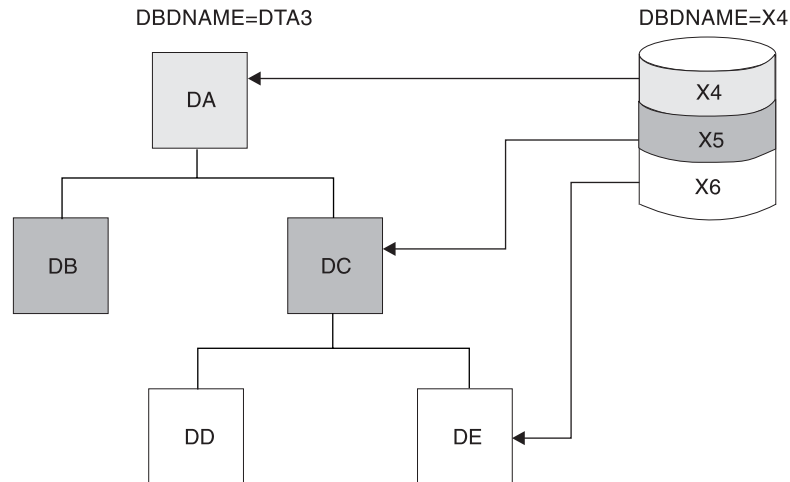 DBDNAME=DTA3
DBDNAME=X4
DA
X4
X5
X6
DB
DC
DD
DE